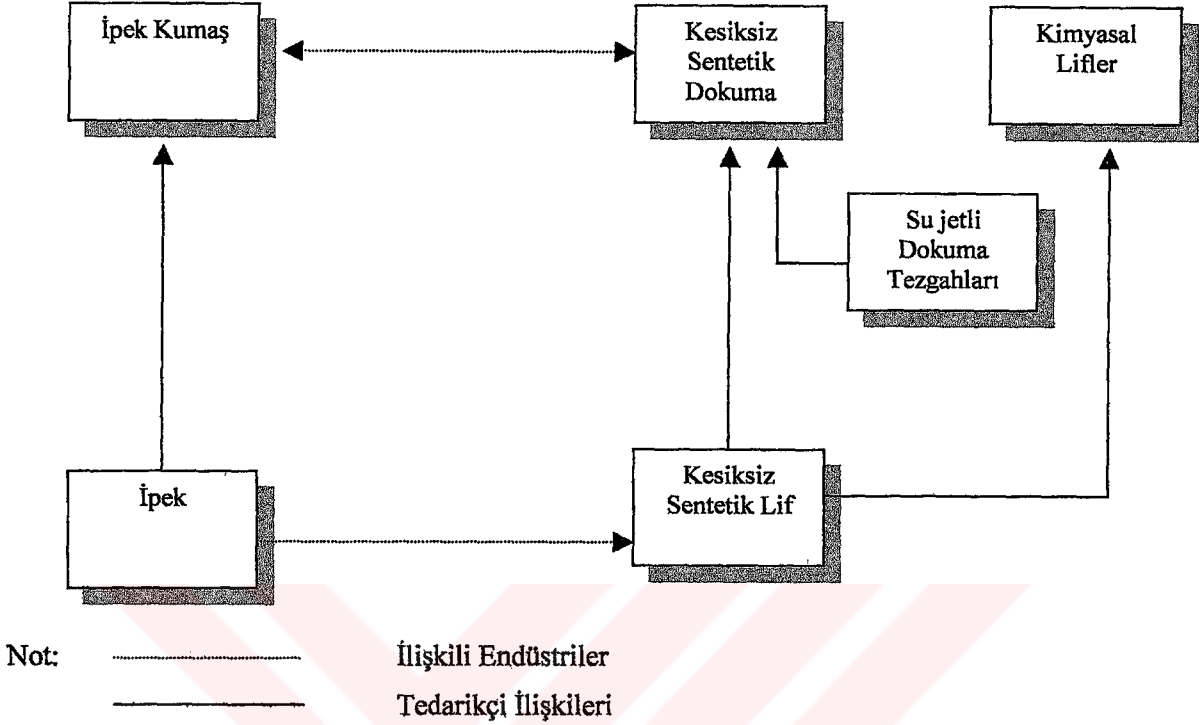 İpek Kumaş
Kesiksiz
Sentetik
Dokuma
Kimyasal
Lifler
Su jetli
Dokuma
Tezgahları
İpek
Kesiksiz
Sentetik Lif
Not:
İlişkili Endüstriler
Tedarikçi İlişkileri